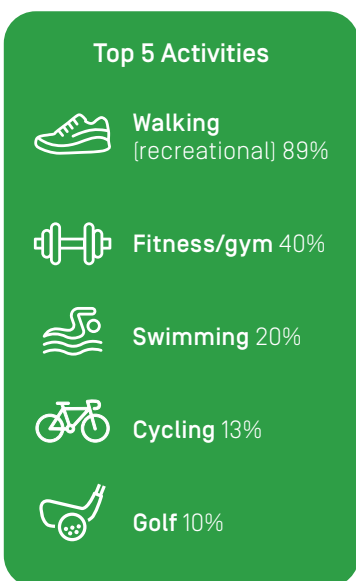 Top 5 Activities
Walking
(recreational) 89%
Fitness/gym 40%
Swimming 20%
Cycling 13%
Golf 10%